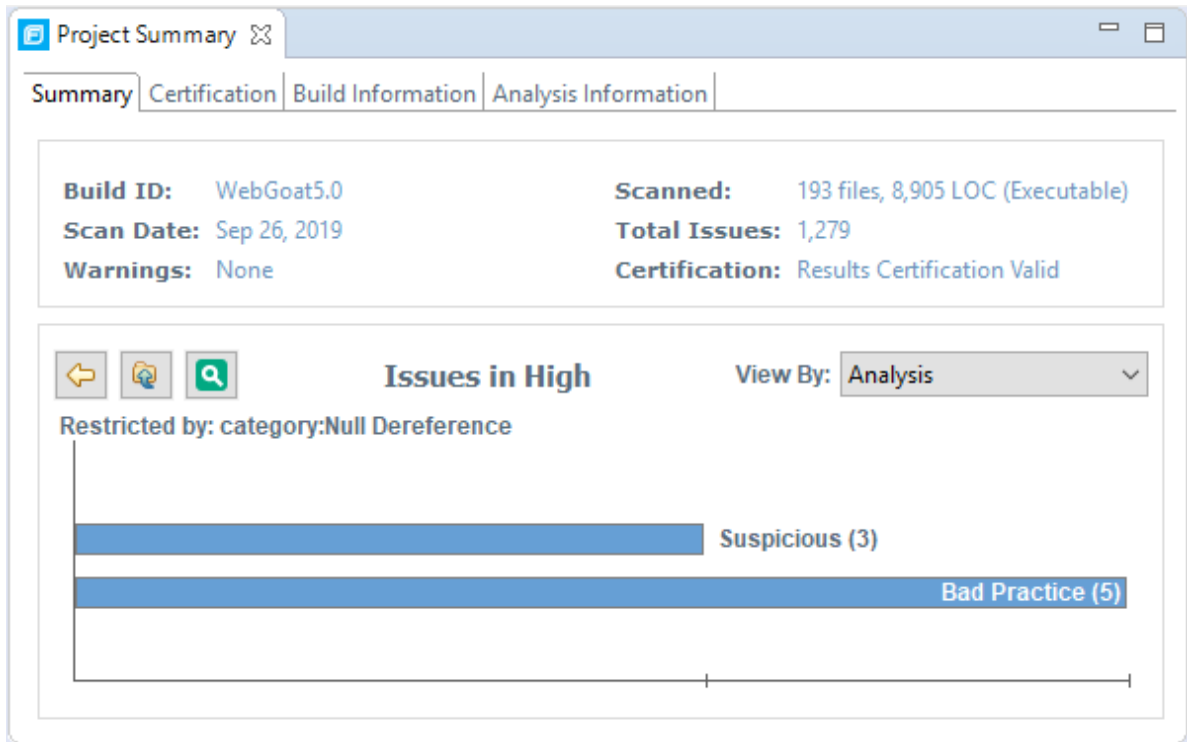 Project Summary
Summary Certification Build Information Analysis Information
Build ID: WebGoat5.0 Scanned: 193 files, 8,905 LOC (Executable)
Scan Date: Sep 26, 2019 Total Issues: 1,279
Warnings: None Certification: Results Certification Valid
Issues in High View By: Analysis
Restricted by: category:Null Dereference
Suspicious (3)
Bad Practice (5)